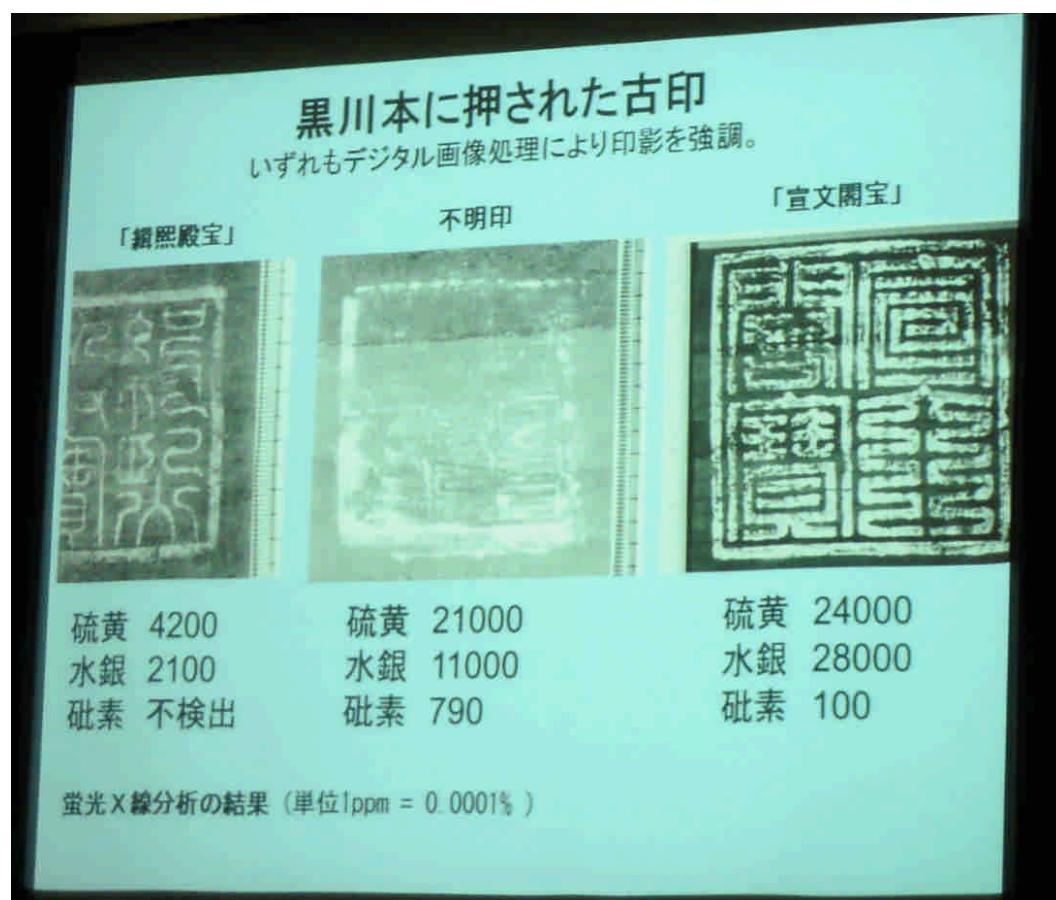 黒川本に押された古印
いずれもデジタル画像処理により印影を強調。
「緝熙殿宝」
不明印
「宣文閣宝」
宣文
閣寶
硫黄 4200
水銀 2100
砒素 不検出
硫黄 21000
水銀 11000
砒素 790
硫黄 24000
水銀 28000
砒素 100
蛍光X線分析の結果 (単位1ppm = 0.0001% )